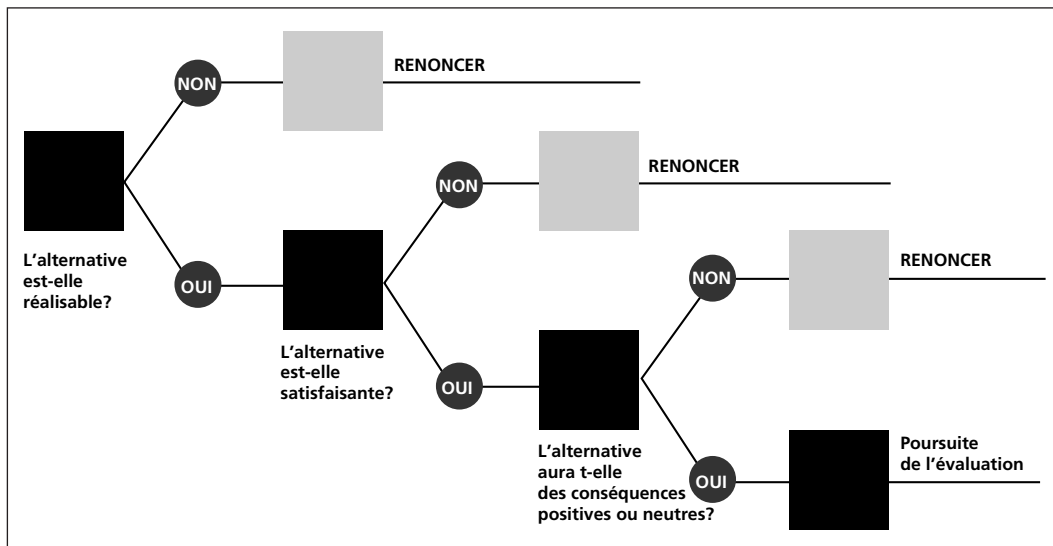 NON
RENONCER
L'alternative
est-elle
réalisable?
OUI
NON
RENONCER
L'alternative
est-elle
satisfaisante?
OUI
NON
RENONCER
L'alternative
aura t-elle
des conséquences
positives ou neutres?
OUI
Poursuite
de l'évaluation